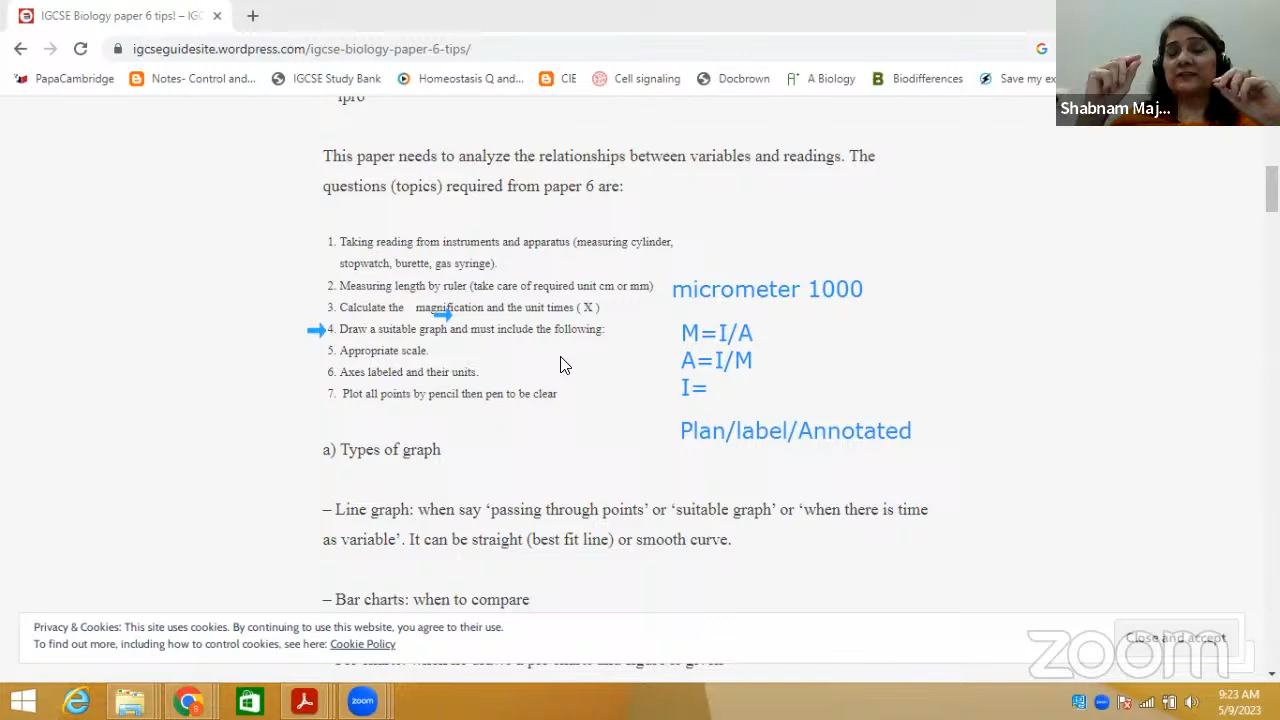 IGCSE Biology paper 6 tips! – IGC
igcseguidesite.wordpress.com/igcse-biology-paper-6-tips/
PapaCambridge
Notes- Control and...
IGCSE Study Bank
Homeostasis Q and...
CIE
Cell signaling
Docbrown
A Biology
Biodifferences
Save my ex
Shabnam Maj...
ipro
This paper needs to analyze the relationships between variables and readings. The
questions (topics) required from paper 6 are:
1. Taking reading from instruments and apparatus (measuring cylinder,
stopwatch, burette, gas syringe).
2. Measuring length by ruler (take care of required unit cm or mm)
micrometer 1000
3. Calculate the magnification and the unit times ( X )
4. Draw a suitable graph and must include the following:
M=I/A
5. Appropriate scale.
A=I/M
6. Axes labeled and their units.
I=
7. Plot all points by pencil then pen to be clear
Plan/label/Annotated
a) Types of graph
– Line graph: when say ‘passing through points’ or ‘suitable graph’ or ‘when there is time
as variable’. It can be straight (best fit line) or smooth curve.
– Bar charts: when to compare
Privacy & Cookies: This site uses cookies. By continuing to use this website, you agree to their use.
To find out more, including how to control cookies, see here: Cookie Policy
Close and accept
zoom
zoom
9:23 AM
5/9/2023